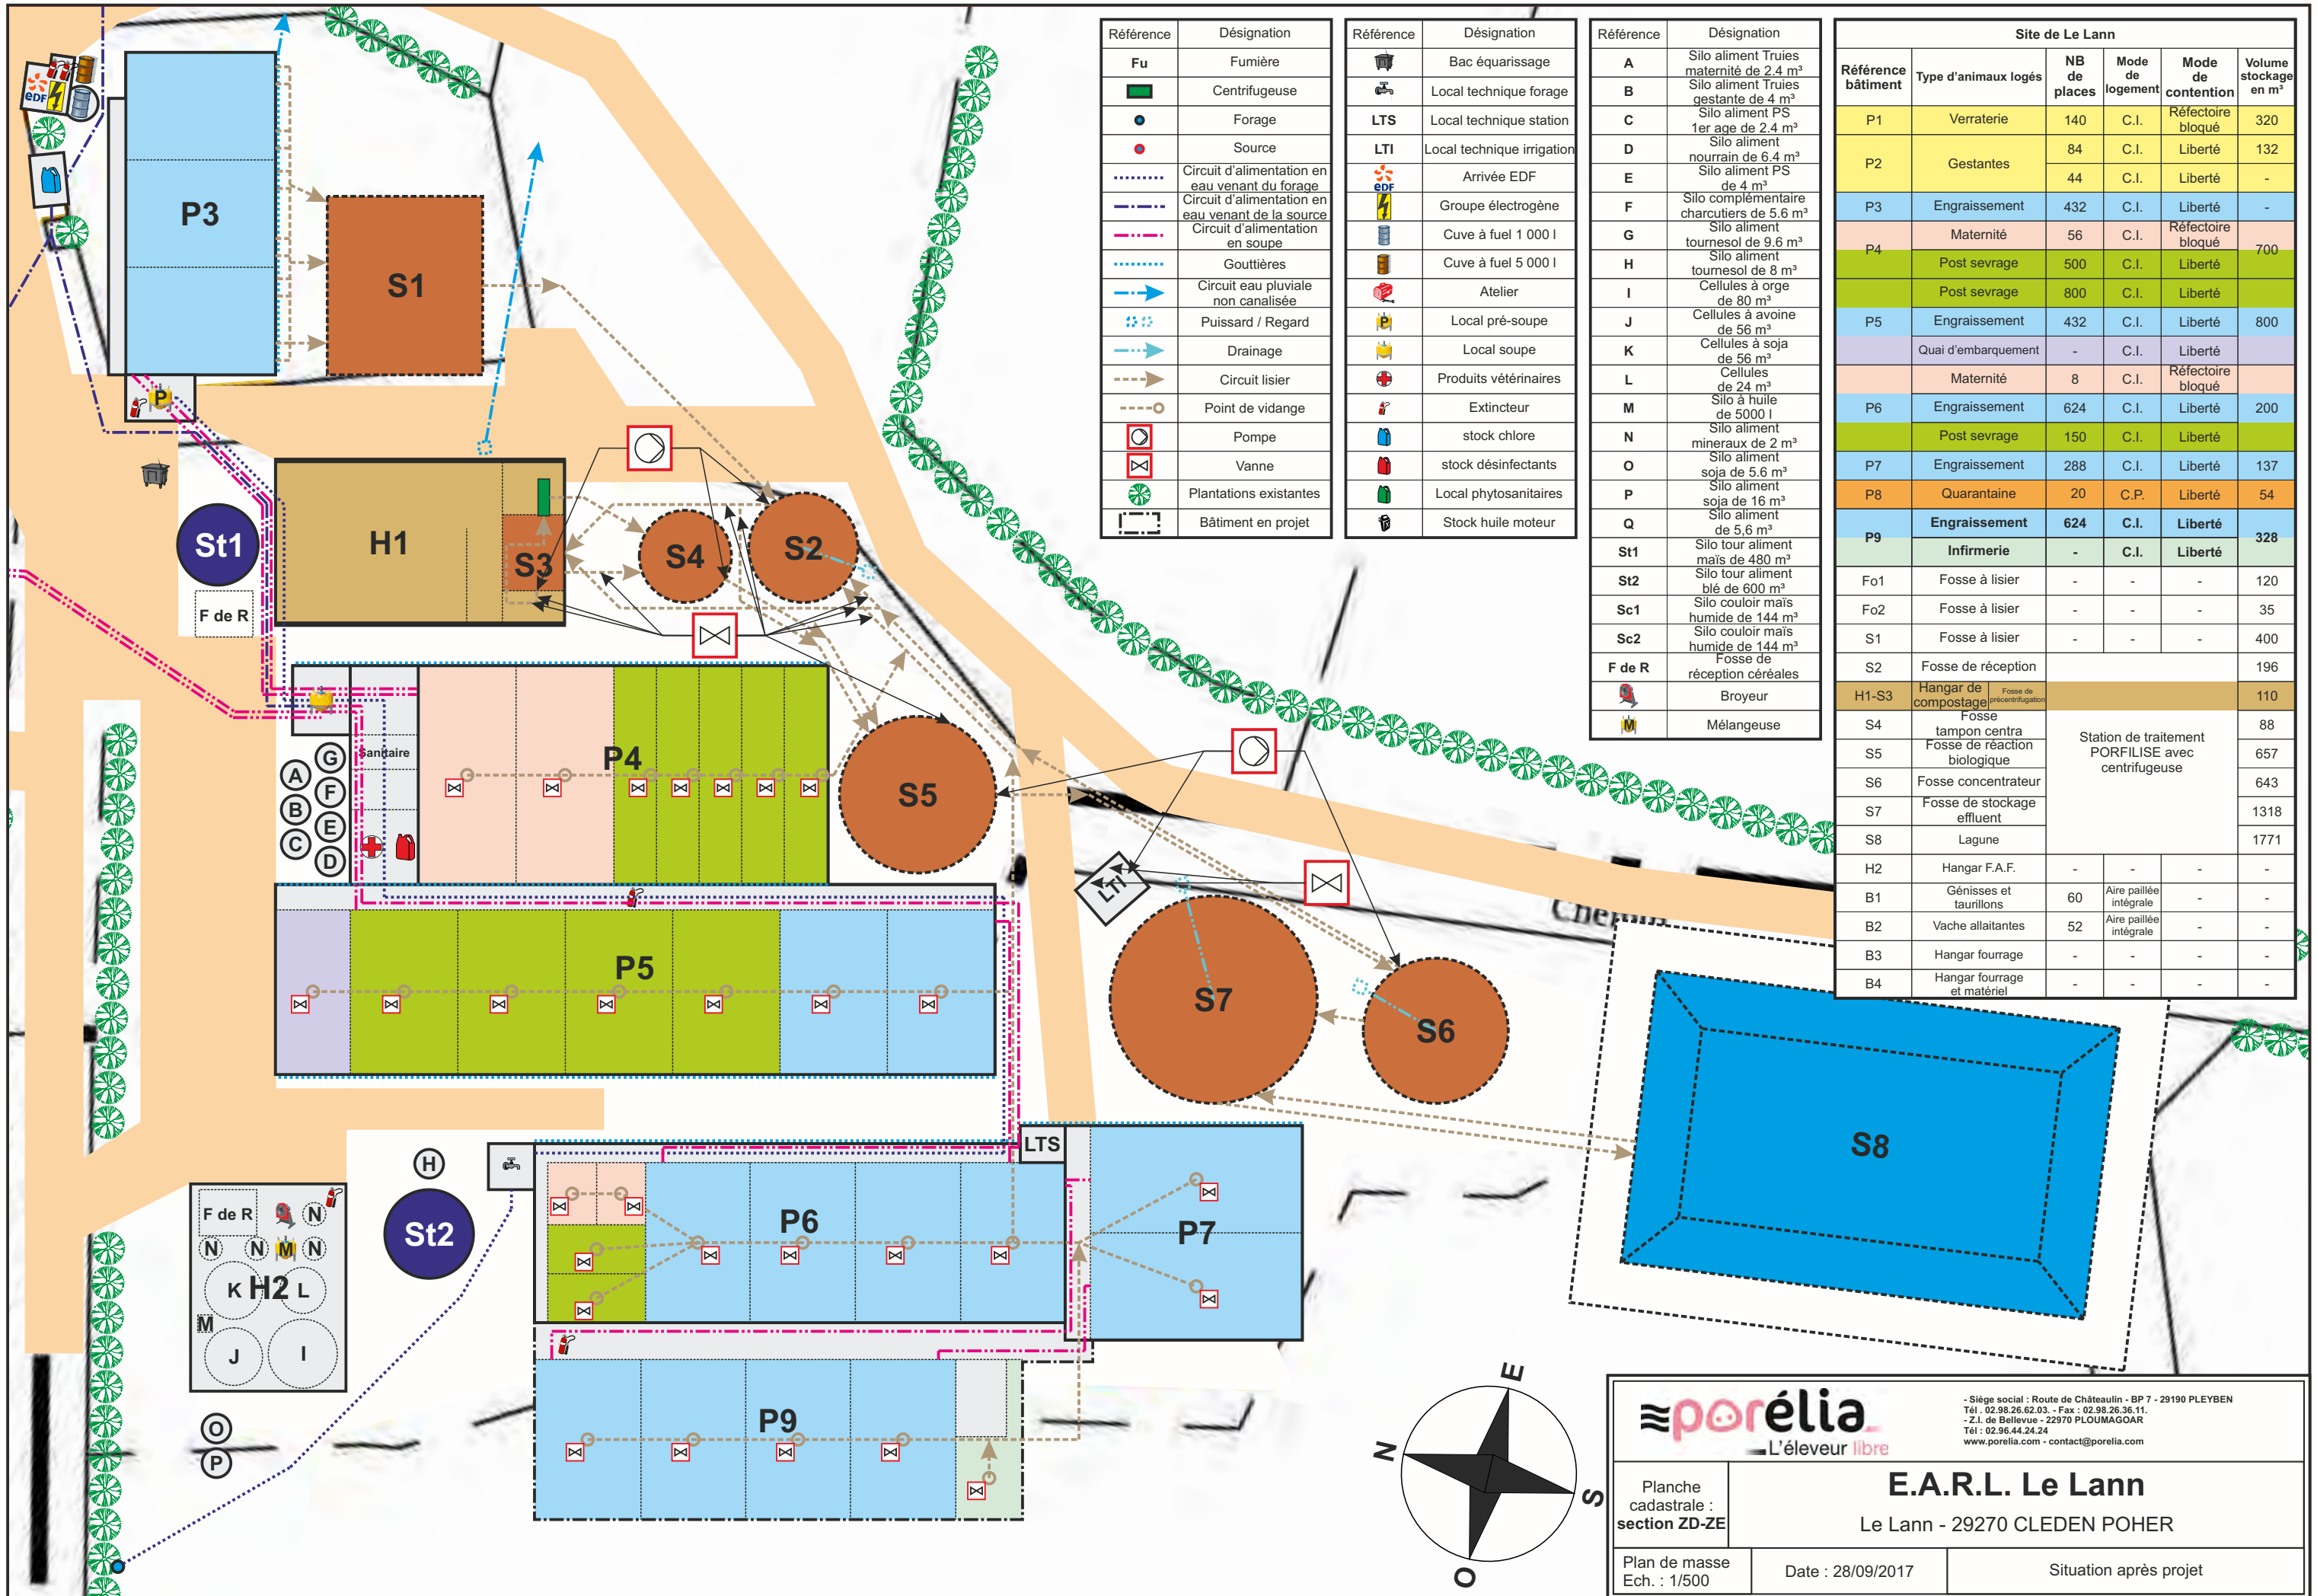 Référence Désignation
Fu Fumière
Centrifugeuse
Forage
Source
Circuit d'alimentation en
eau venant du forage
Circuit d'alimentation en
eau venant de la source
Circuit d'alimentation
en soupe
Gouttières
Circuit eau pluviale
non canalisée
Puissard / Regard
Drainage
Circuit lisier
Point de vidange
Pompe
Vanne
Plantations existantes
Bâtiment en projet
Référence Désignation
Bac équarissage
Local technique forage
LTS Local technique station
LTI Local technique irrigation
eDF Arrivée EDF
Groupe électrogène
Cuve à fuel 1 000 l
Cuve à fuel 5 000 l
Atelier
P Local pré-soupe
Local soupe
Produits vétérinaires
Extincteur
stock chlore
stock désinfectants
Local phytosanitaires
Stock huile moteur
Référence Désignation
A Silo aliment Truies
maternité de 2.4 m³
B Silo aliment Truies
gestante de 4 m³
C Silo aliment PS
1er age de 2.4 m³
D Silo aliment
nourrain de 6.4 m³
E Silo aliment PS
de 4 m³
F Silo complémentaire
charcutiers de 5.6 m³
G Silo aliment
tournesol de 9.6 m³
H Silo aliment
tournesol de 8 m³
I Cellules à orge
de 80 m³
J Cellules à avoine
de 56 m³
K Cellules à soja
de 56 m³
L Cellules
de 24 m³
M Silo à huile
de 5000 l
N Silo aliment
mineraux de 2 m³
O Silo aliment
soja de 5.6 m³
P Silo aliment
soja de 16 m³
Q Silo aliment
de 5,6 m³
St1 Silo tour aliment
maïs de 480 m³
St2 Silo tour aliment
blé de 600 m³
Sc1 Silo couloir maïs
humide de 144 m³
Sc2 Silo couloir maïs
humide de 144 m³
F de R Fosse de
réception céréales
Broyeur
M Mélangeuse
Site de Le Lann
Référence bâtiment Type d'animaux logés NB de places Mode de logement Mode de contention Volume stockage en m³
P1 Verraterie 140 C.I. Réfectoire bloqué 320
P2 Gestantes 84 C.I. Liberté 132
44 C.I. Liberté -
P3 Engraissement 432 C.I. Liberté -
P4 Maternité 56 C.I. Réfectoire bloqué 700
Post sevrage 500 C.I. Liberté
Post sevrage 800 C.I. Liberté
P5 Engraissement 432 C.I. Liberté 800
Quai d'embarquement - C.I. Liberté
Maternité 8 C.I. Réfectoire bloqué
P6 Engraissement 624 C.I. Liberté 200
Post sevrage 150 C.I. Liberté
P7 Engraissement 288 C.I. Liberté 137
P8 Quarantaine 20 C.P. Liberté 54
P9 Engraissement 624 C.I. Liberté 328
Infirmerie - C.I. Liberté
Fo1 Fosse à lisier - - - 120
Fo2 Fosse à lisier - - - 35
S1 Fosse à lisier - - - 400
S2 Fosse de réception 196
H1-S3 Hangar de compostage Fosse de précentrifugation 110
S4 Fosse tampon centra 88
Station de traitement
PORFILISE avec
centrifugeuse
S5 Fosse de réaction biologique 657
S6 Fosse concentrateur 643
S7 Fosse de stockage effluent 1318
S8 Lagune 1771
H2 Hangar F.A.F. - - - -
B1 Génisses et taurillons 60 Aire paillée intégrale - -
B2 Vache allaitantes 52 Aire paillée intégrale - -
B3 Hangar fourrage - - - -
B4 Hangar fourrage et matériel - - - -
eDF
P3
S1
P
St1
H1
S3
S4
S2
F de R
Sanitaire
P4
S5
G
A
F
B
E
C
D
LTI
Chemin
P5
S7
S6
S8
LTS
H
St2
F de R
N
N
N
M
N
K
H2
L
M
J
I
P6
P7
P9
O
P
E
N
S
O
porélia
L'éleveur libre
- Siège social : Route de Châteaulin - BP 7 - 29190 PLEYBEN
Tél . 02.98.26.62.03. - Fax : 02.98.26.36.11.
- Z.I. de Bellevue - 22970 PLOUMAGOAR
Tél : 02.96.44.24.24
www.porelia.com - contact@porelia.com
Planche
cadastrale :
section ZD-ZE
E.A.R.L. Le Lann
Le Lann - 29270 CLEDEN POHER
Plan de masse
Ech. : 1/500
Date : 28/09/2017
Situation après projet